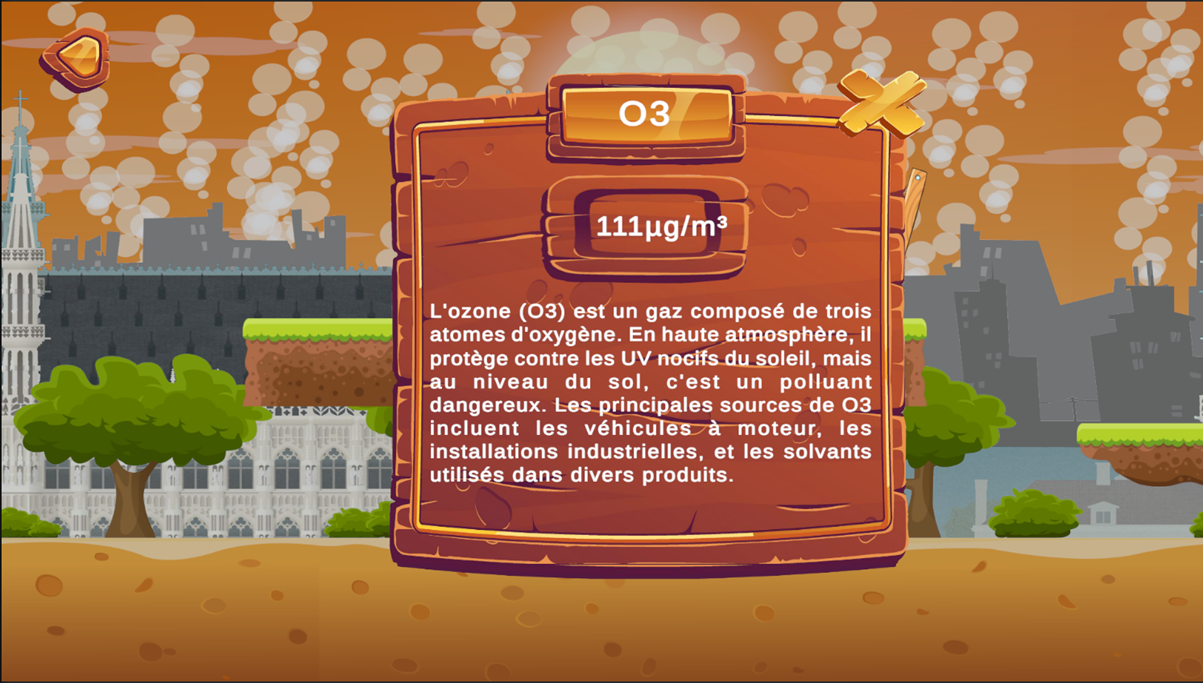 O3
111µg/m³
L'ozone (O3) est un gaz composé de trois
atomes d'oxygène. En haute atmosphère, il
protège contre les UV nocifs du soleil, mais
au niveau du sol, c'est un polluant
dangereux. Les principales sources de O3
incluent les véhicules à moteur, les
installations industrielles, et les solvants
utilisés dans divers produits.